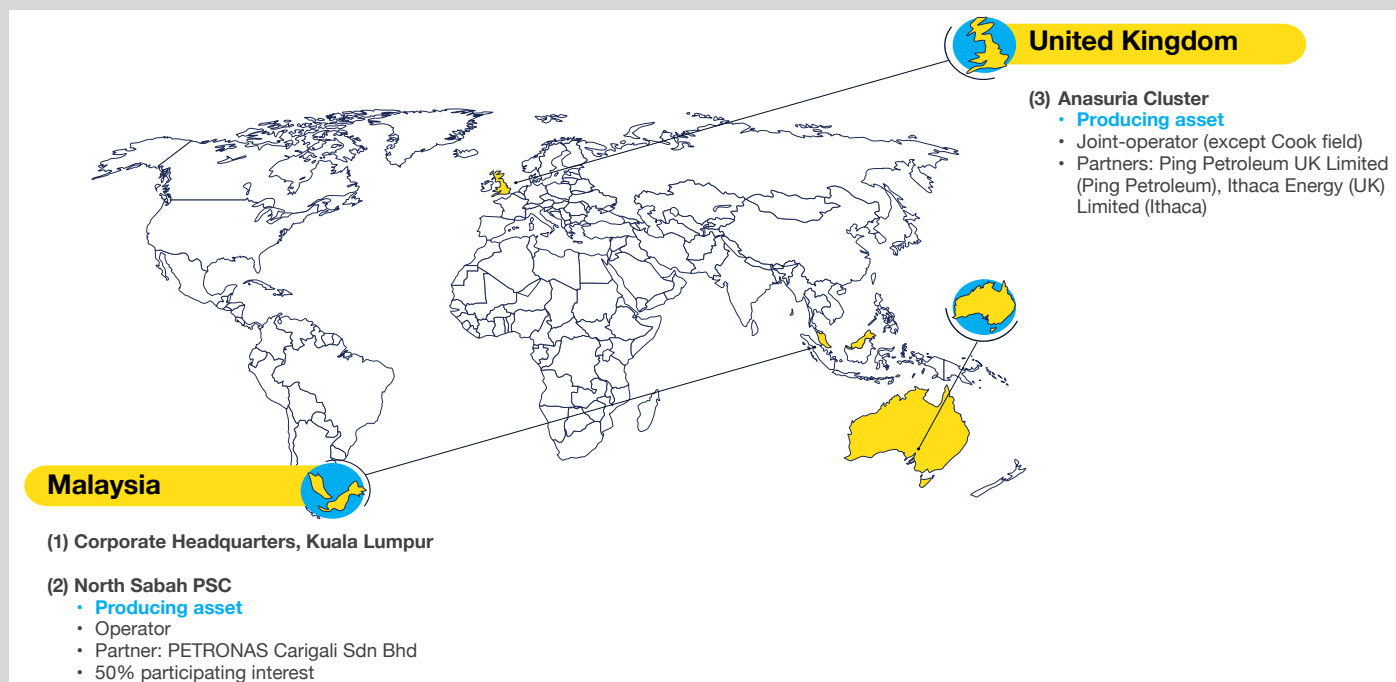 United Kingdom
(3) Anasuria Cluster
• Producing asset
• Joint-operator (except Cook field)
• Partners: Ping Petroleum UK Limited
(Ping Petroleum), Ithaca Energy (UK)
Limited (Ithaca)
Malaysia
(1) Corporate Headquarters, Kuala Lumpur
(2) North Sabah PSC
• Producing asset
• Operator
• Partner: PETRONAS Carigali Sdn Bhd
• 50% participating interest